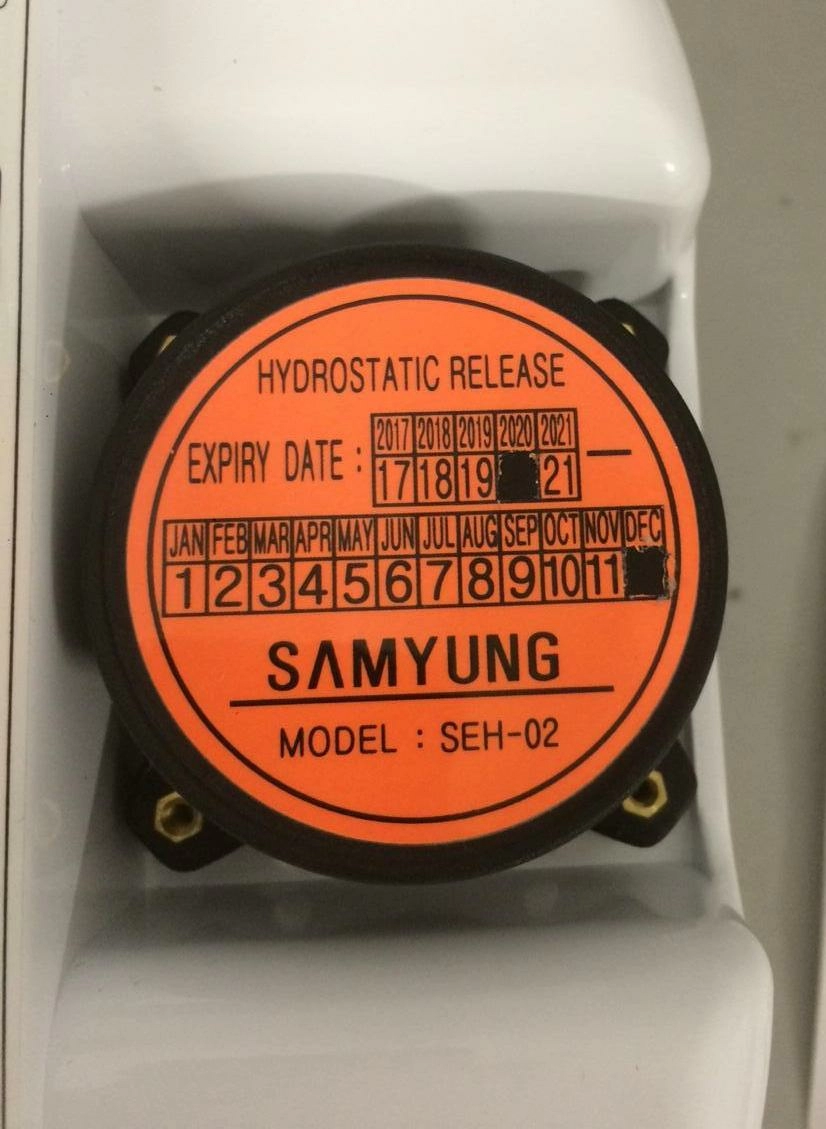 HYDROSTATIC RELEASE
EXPIRY DATE : 2017 2018 2019 2020 2021 —
17 18 19 21
JAN FEB MAR APR MAY JUN JUL AUG SEP OCT NOV DEC
1 2 3 4 5 6 7 8 9 10 11
SAMYUNG
MODEL : SEH-02